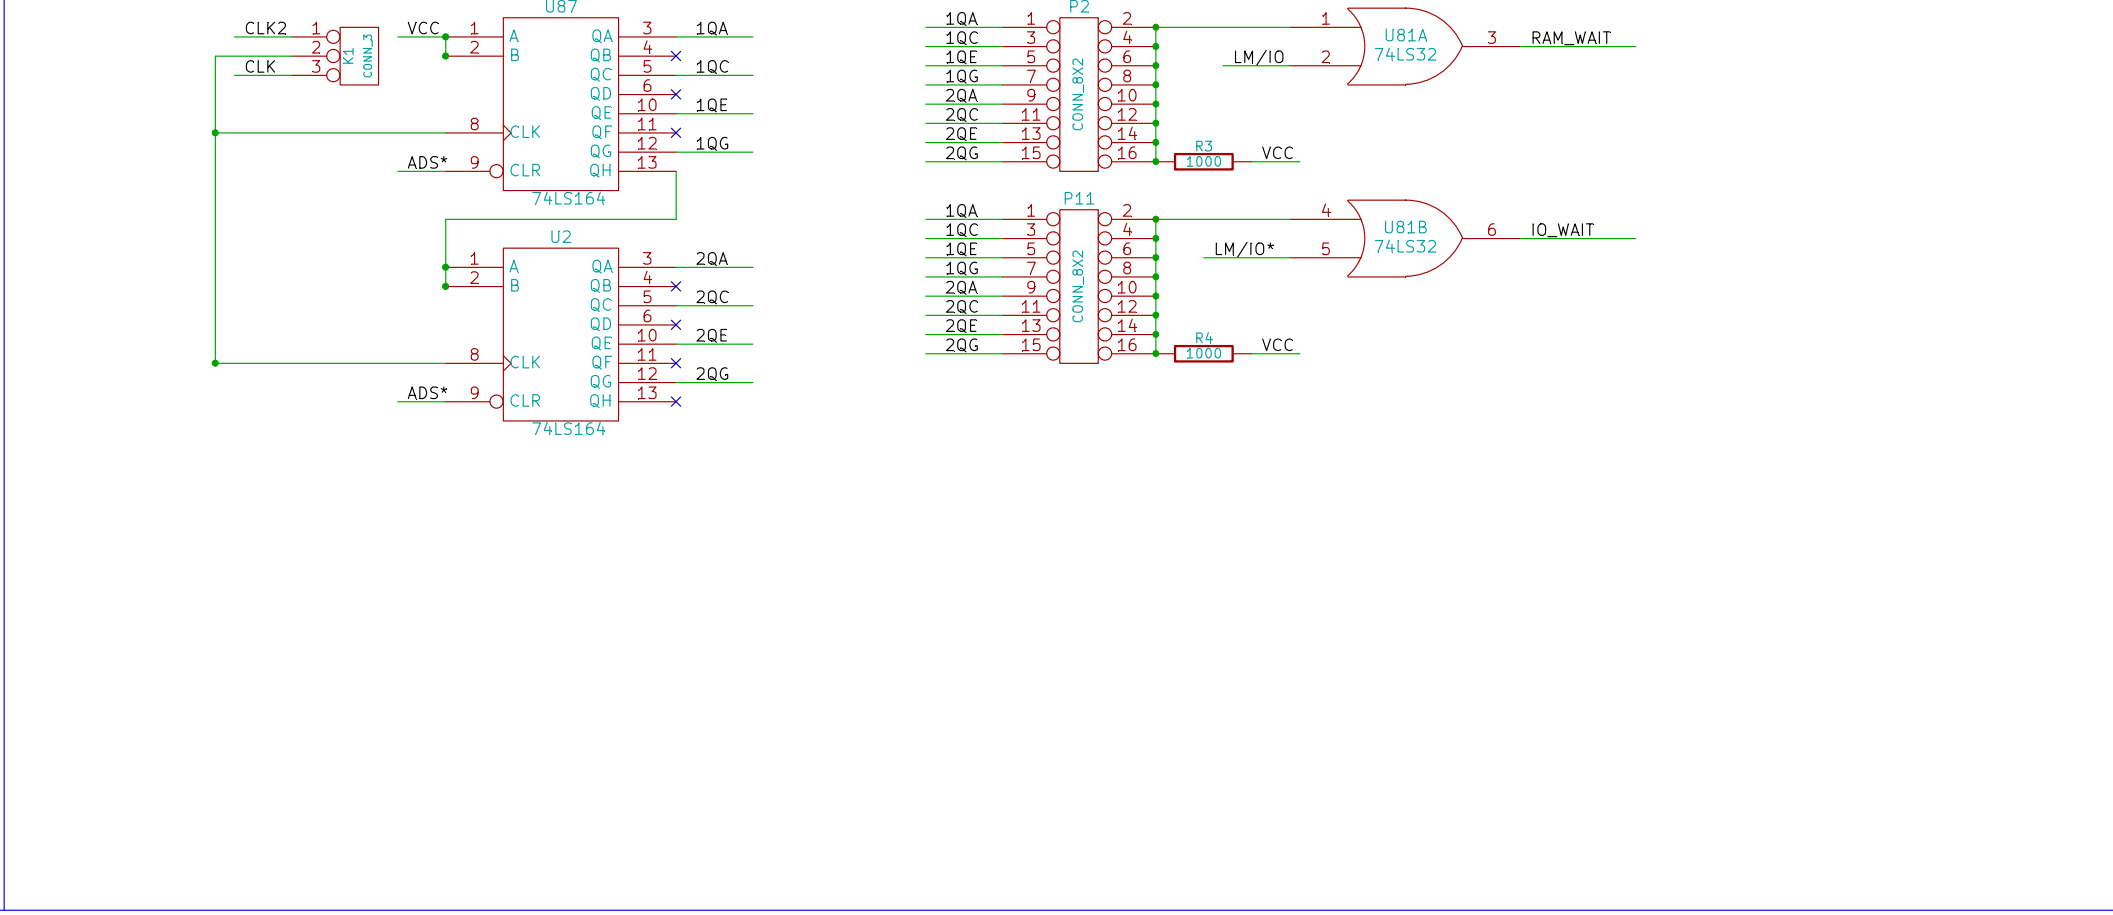 CLK2 1
2
CLK 3
K1
CONN_3
U87
VCC 1 A QA 3 1QA
2 B QB 4
QC 5 1QC
QD 6
QE 10 1QE
8 CLK QF 11
QG 12 1QG
ADS* 9 CLR QH 13
74LS164
U2
1 A QA 3 2QA
2 B QB 4
QC 5 2QC
QD 6
QE 10 2QE
8 CLK QF 11
QG 12 2QG
ADS* 9 CLR QH 13
74LS164
P2
1QA 1 2
1QC 3 4
1QE 5 6
1QG 7 8
2QA 9 10
2QC 11 12
2QE 13 14
2QG 15 16
CONN_8X2
R3
1000
VCC
1
LM/IO 2
U81A
74LS32
3 RAM_WAIT
P11
1QA 1 2
1QC 3 4
1QE 5 6
1QG 7 8
2QA 9 10
2QC 11 12
2QE 13 14
2QG 15 16
CONN_8X2
R4
1000
VCC
4
LM/IO* 5
U81B
74LS32
6 IO_WAIT